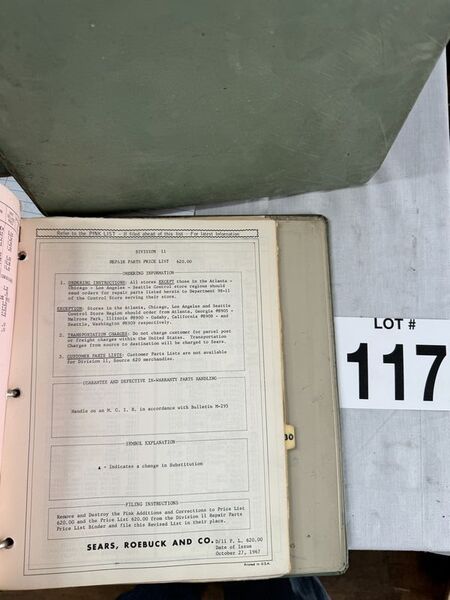 Refer to the PINK LIST - if filed ahead of this list - For latest Information
DIVISION 11
REPAIR PARTS PRICE LIST 620.00
ORDERING INFORMATION
1. ORDERING INSTRUCTIONS: All stores EXCEPT those in the Atlanta -
Chicago - Los Angeles - Seattle Control store regions should
send orders for repair parts listed herein to Department 98-11
of the Control Store serving their store.
EXCEPTION: Stores in the Atlanta, Chicago, Los Angeles and Seattle
Control Store Region should order from Atlanta, Georgia #8905 -
Melrose Park, Illinois #8906 - Cudahy, California #8908 - and
Seattle, Washington #8909 respectively.
2. TRANSPORTATION CHARGES: Do not charge customer for parcel post
or freight charges within the United States. Transportation
Charges from source to destination will be charged to Sears.
3. CUSTOMER PARTS LISTS: Customer Parts Lists are not available
for Division 11, Source 620 merchandise.
GUARANTEE AND DEFECTIVE IN-WARRANTY PARTS HANDLING
Handle on an M. C. I. R. in accordance with Bulletin M-295
SYMBOL EXPLANATION
▲ - Indicates a change in Substitution
FILING INSTRUCTIONS
Remove and Destroy the Pink Additions and Corrections to Price List
620.00 and the Price List 620.00 from the Division 11 Repair Parts
Price List Binder and file this Revised List in their place.
SEARS, ROEBUCK AND CO. D/11 P. L. 620.00
Date of Issue
October 27, 1967
Printed in U.S.A.
LOT #
117